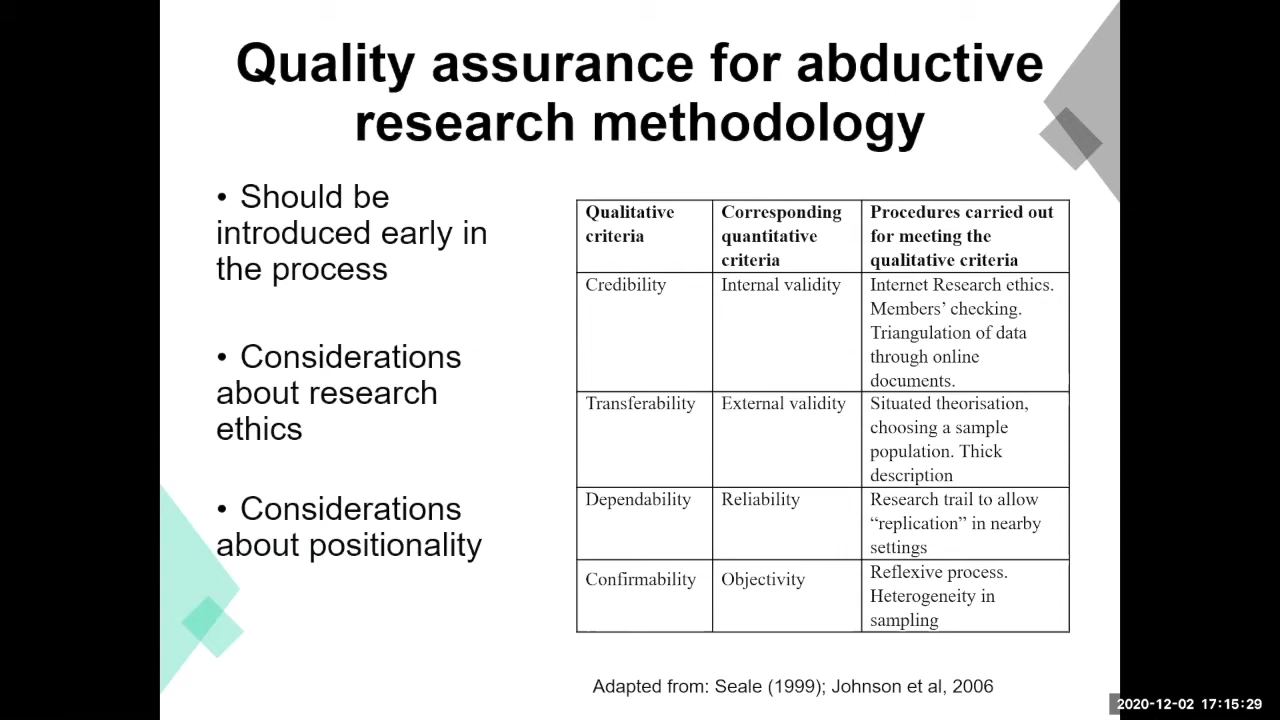 Quality assurance for abductive
research methodology
• Should be
introduced early in
the process
• Considerations
about research
ethics
• Considerations
about positionality
Qualitative
criteria
Corresponding
quantitative
criteria
Procedures carried out
for meeting the
qualitative criteria
Credibility
Internal validity
Internet Research ethics.
Members’ checking.
Triangulation of data
through online
documents.
Transferability
External validity
Situated theorisation,
choosing a sample
population. Thick
description
Dependability
Reliability
Research trail to allow
“replication” in nearby
settings
Confirmability
Objectivity
Reflexive process.
Heterogeneity in
sampling
Adapted from: Seale (1999); Johnson et al, 2006
2020-12-02 17:15:29